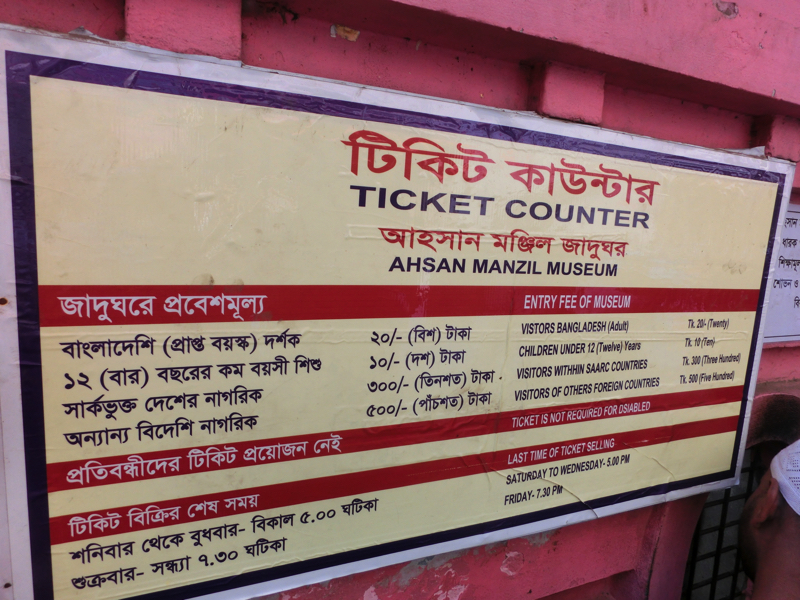 টিকিট কাউন্টার
TICKET COUNTER
আহসান মঞ্জিল জাদুঘর
AHSAN MANZIL MUSEUM
জাদুঘরে প্রবেশমূল্য
বাংলাদেশি (প্রাপ্ত বয়স্ক) দর্শক ২০/- (বিশ) টাকা
১২ (বার) বছরের কম বয়সী শিশু ১০/- (দশ) টাকা
সার্কভুক্ত দেশের নাগরিক ৩০০/- (তিনশত) টাকা
অন্যান্য বিদেশি নাগরিক ৫০০/- (পাঁচশত) টাকা
প্রতিবন্ধীদের টিকিট প্রয়োজন নেই
টিকিট বিক্রির শেষ সময়
শনিবার থেকে বুধবার- বিকাল ৫.০০ ঘটিকা
শুক্রবার- সন্ধ্যা ৭.৩০ ঘটিকা
ENTRY FEE OF MUSEUM
VISTORS BANGLADESH (Adult) Tk. 20/- (Twenty)
CHILDREN UNDER 12 (Twelve) Years Tk. 10 (Ten)
VISITORS WITHHIN SAARC COUNTRIES Tk. 300 (Three Hundred)
VISITORS OF OTHERS FOREIGN COUNTRIES Tk. 500 (Five Hundred)
TICKET IS NOT REQUIRED FOR DSIABLED
LAST TIME OF TICKET SELLING
SATURDAY TO WEDNESDAY- 5.00 PM
FRIDAY- 7.30 PM